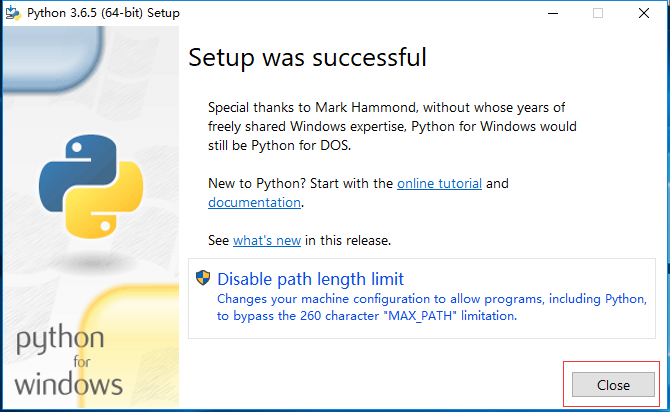 Python 3.6.5 (64-bit) Setup
Setup was successful
Special thanks to Mark Hammond, without whose years of
freely shared Windows expertise, Python for Windows would
still be Python for DOS.
New to Python? Start with the online tutorial and
documentation.
See what's new in this release.
Disable path length limit
Changes your machine configuration to allow programs, including Python,
to bypass the 260 character "MAX_PATH" limitation.
python
for
windows
Close